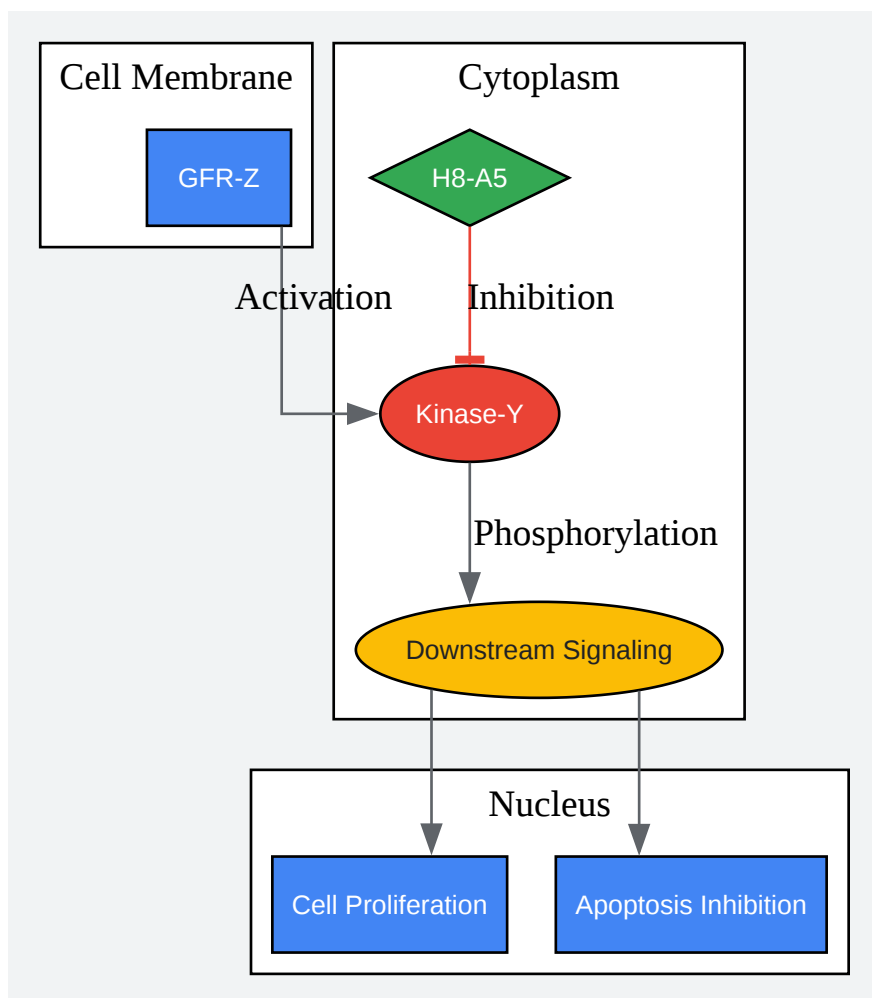 Cell Membrane
Cytoplasm
GFR-Z
H8-A5
Activation
Inhibition
Kinase-Y
Phosphorylation
Downstream Signaling
Nucleus
Cell Proliferation
Apoptosis Inhibition